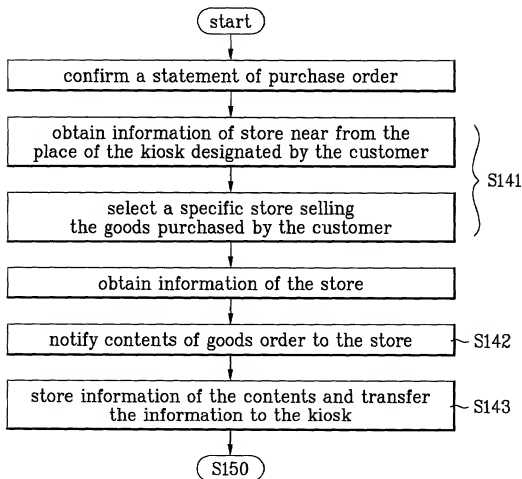 start
confirm a statement of purchase order
obtain information of store near from the
place of the kiosk designated by the customer
select a specific store selling
the goods purchased by the customer
S141
obtain information of the store
notify contents of goods order to the store
S142
store information of the contents and transfer
the information to the kiosk
S143
S150